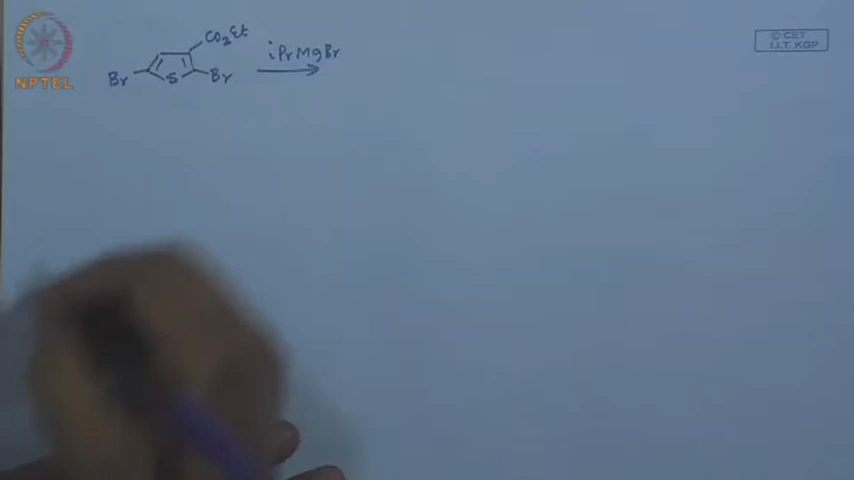 CO2Et
iPrMgBr
Br
S
Br
NPTEL
© CET
I.I.T. KGP